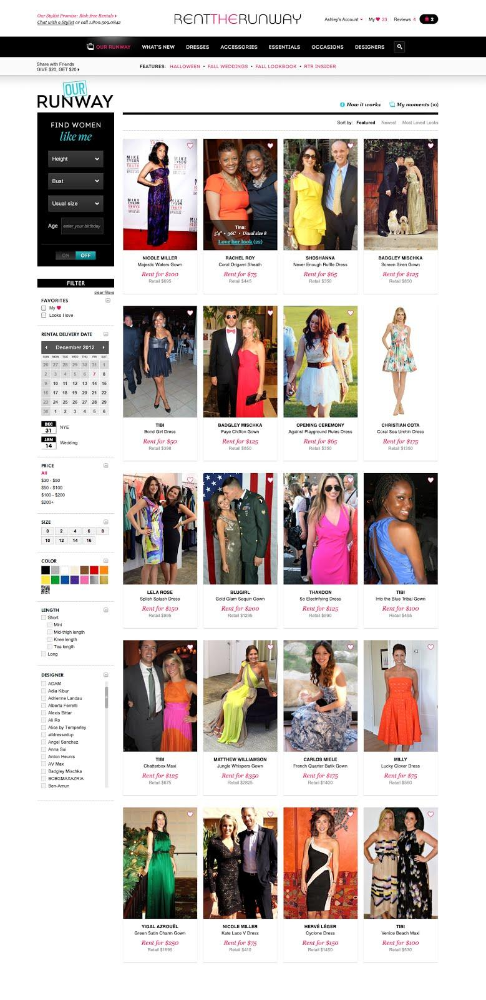 Our Stylist Promise: Risk-free Rentals
Chat with a Stylist or call 1.800.509.0842
RENTTHERUNWAY
Ashley's Account
My 23
Reviews 4
2
OUR RUNWAY
WHAT'S NEW
DRESSES
ACCESSORIES
ESSENTIALS
OCCASIONS
DESIGNERS
Share with Friends
GIVE $20, GET $20
FEATURES: HALLOWEEN • FALL WEDDINGS • FALL LOOKBOOK • RTR INSIDER
OUR
RUNWAY
How it works
My moments (10)
Sort by: Featured Newest Most Loved Looks
FIND WOMEN
like me
Height
Bust
Usual size
Age enter your birthday
ON OFF
FILTER
clear filters
FAVORITES
My
Looks I love
RENTAL DELIVERY DATE
December 2012
SUN MON TUE WED THU FRI SAT
26 27 28 29 30 31 1
2 3 4 5 6 7 8
9 10 11 12 13 14 15
16 17 18 19 20 21 22
23 24 25 26 27 28 29
30 1 2 3 4 5 6
DEC
31
NYE
JAN
14
Wedding
PRICE
All
$30 - $50
$50 - $100
$100 - $200
$200+
SIZE
0 2 4 6 8
10 12 14 16
COLOR
LENGTH
Short
Mini
Mid-thigh length
Knee length
Tea length
Long
DESIGNER
ADAM
Adia Kibur
Adrienne Landau
Alberta Ferretti
Alexis Bittar
Ali Ro
Alice by Temperley
alldressedup
Angel Sanchez
Anna Sui
Anton Heunis
AV Max
Badgley Mischka
BCBGMAXAZRIA
Ben-Amun
MIKE
TYSON
TRUTH
Tina:
5'4" • 36C • Usual size 8
Love her look (22)
NICOLE MILLER
Majestic Waters Gown
Rent for $100
Retail $695
RACHEL ROY
Coral Origami Sheath
Rent for $75
Retail $445
SHOSHANNA
Never Enough Ruffle Dress
Rent for $65
Retail $350
BADGLEY MISCHKA
Screen Siren Gown
Rent for $125
Retail $850
TIBI
Bond Girl Dress
Rent for $50
Retail $398
BADGLEY MISCHKA
Faye Chiffon Gown
Rent for $125
Retail $850
OPENING CEREMONY
Against Playground Rules Dress
Rent for $65
Retail $350
CHRISTIAN COTA
Coral Sea Urchin Dress
Rent for $175
Retail $1350
LELA ROSE
Splish Splash Dress
Rent for $150
Retail $995
BLUGIRL
Gold Glam Sequin Gown
Rent for $200
Retail $1295
THAKOON
So Electrifying Dress
Rent for $125
Retail $990
TIBI
Into the Blue Tribal Gown
Rent for $100
Retail $495
TIBI
Chatterbox Maxi
Rent for $125
Retail $675
MATTHEW WILLIAMSON
Jungle Whispers Gown
Rent for $350
Retail $2825
CARLOS MIELE
French Quarter Batik Gown
Rent for $175
Retail $1400
MILLY
Lucky Clover Dress
Rent for $75
Retail $560
YIGAL AZROUËL
Green Satin Charm Gown
Rent for $250
Retail $1695
NICOLE MILLER
Kate Lace V Dress
Rent for $75
Retail $410
HERVÉ LÉGER
Cyclone Dress
Rent for $150
Retail $1450
TIBI
Venice Beach Maxi
Rent for $100
Retail $530